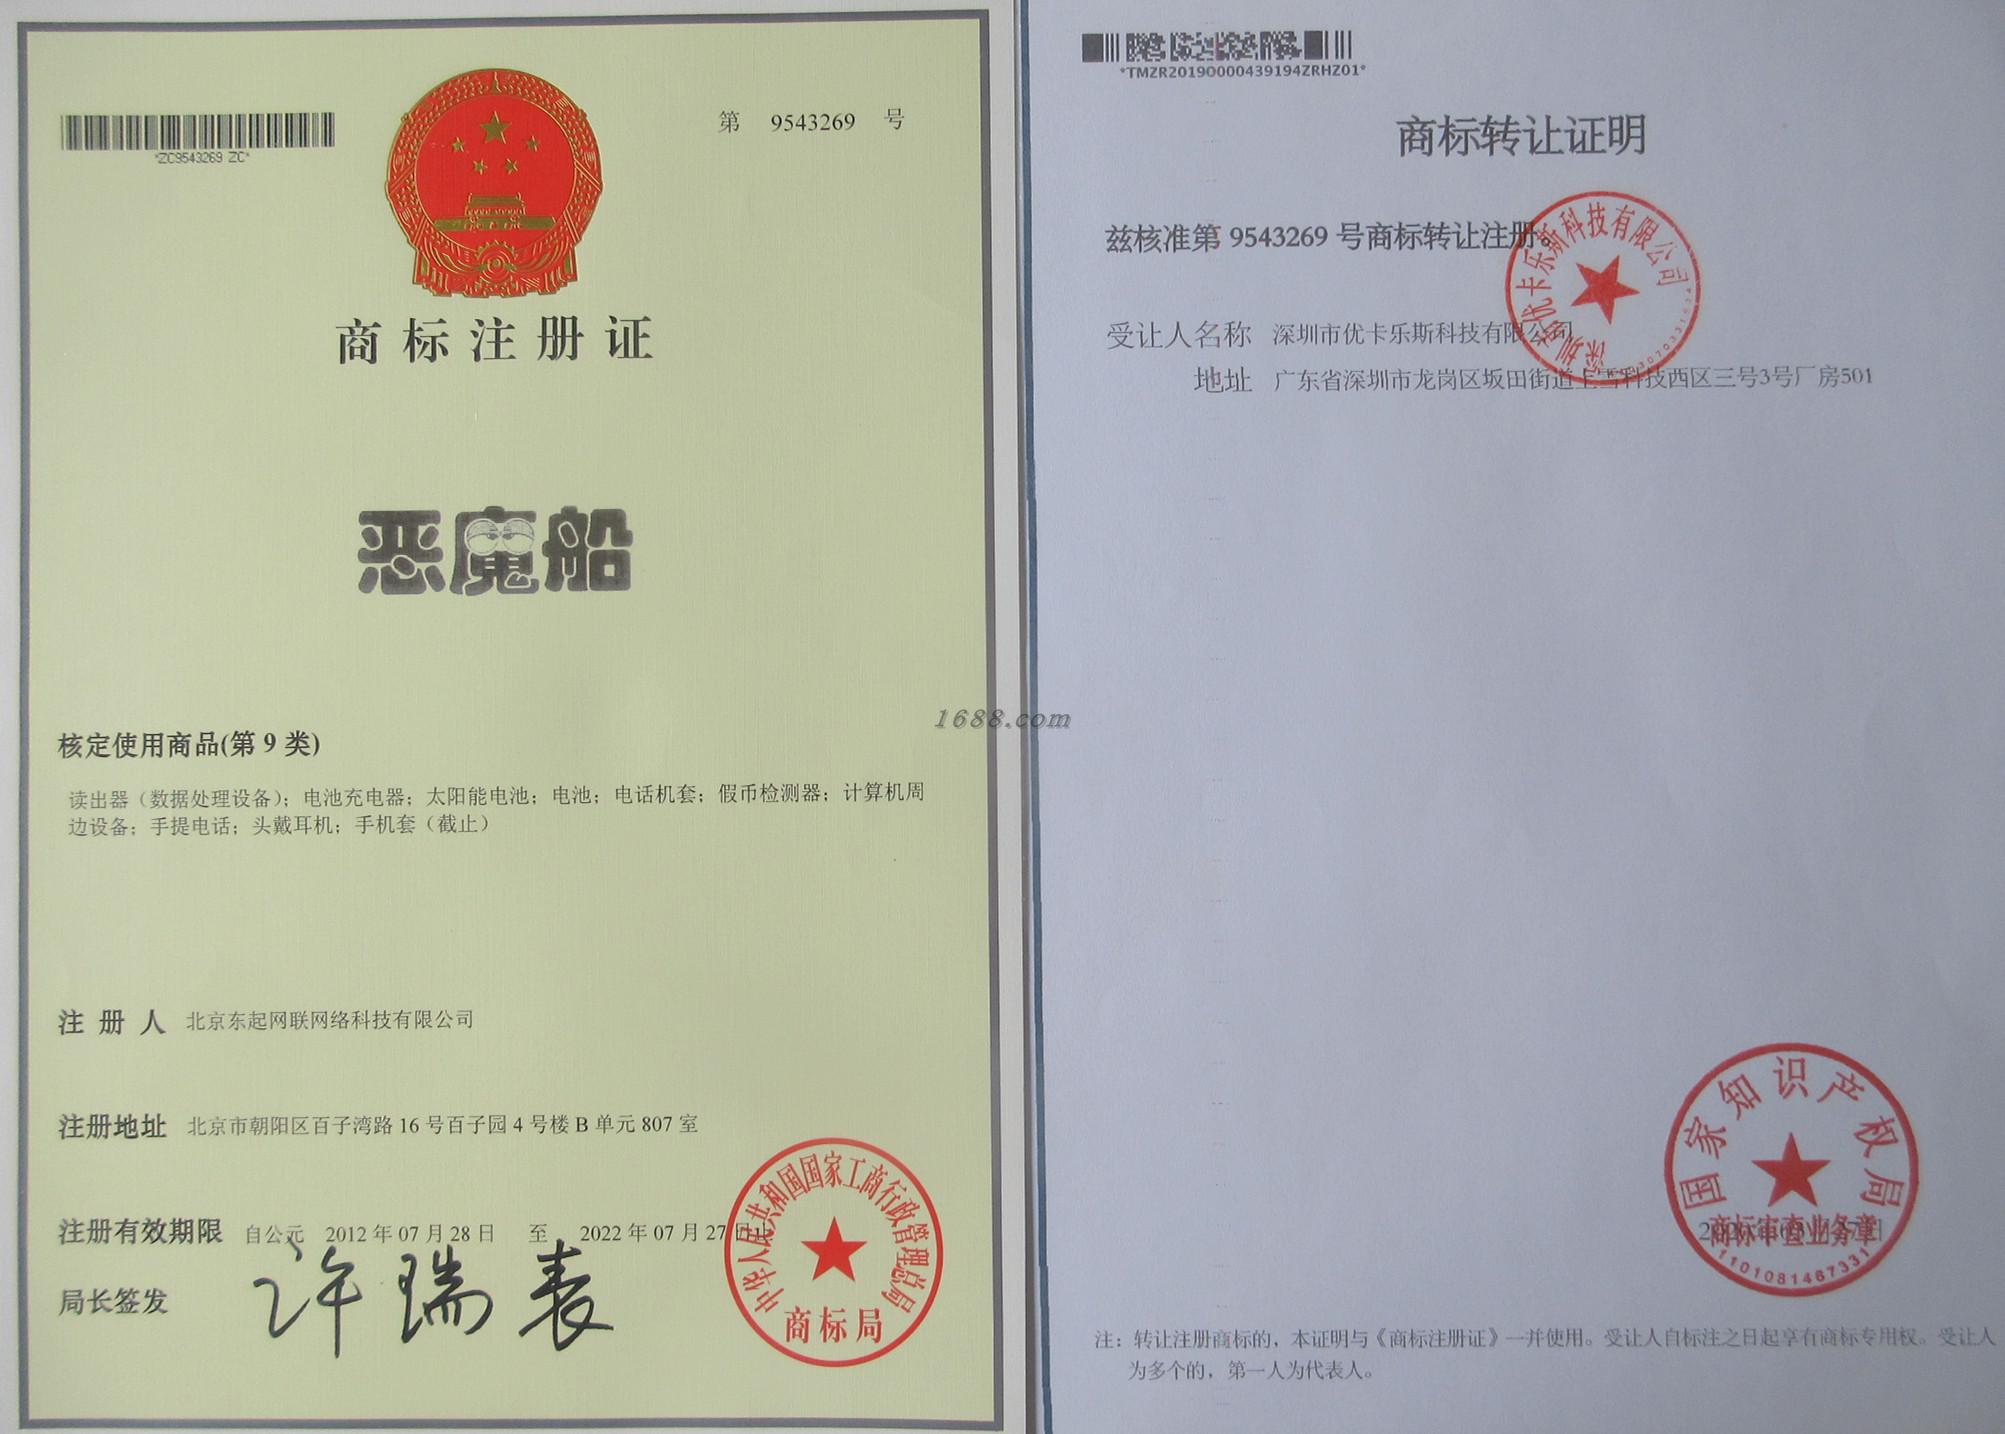 *ZC9543269 ZC*
第 9543269 号
商标注册证
恶魔船
核定使用商品(第 9 类)
读出器（数据处理设备）；电池充电器；太阳能电池；电池；电话机套；假币检测器；计算机周
边设备；手提电话；头戴耳机；手机套（截止）
注册人 北京东起网联网络科技有限公司
注册地址 北京市朝阳区百子湾路 16 号百子园 4 号楼 B 单元 807 室
注册有效期限 自公元 2012 年 07 月 28 日 至 2022 年 07 月 27 日止
局长签发 许瑞表
中华人民共和国国家工商行政管理总局
商标局
1688.com
*TMZR20190000439194ZRHZ01*
商标转让证明
兹核准第 9543269 号商标转让注册。
深圳市优卡乐斯科技有限公司
受让人名称 深圳市优卡乐斯科技有限公司
地址 广东省深圳市龙岗区坂田街道上雪科技西区三号3号厂房501
国家知识产权局
商标审查业务章
1101081467331
注：转让注册商标的，本证明与《商标注册证》一并使用。受让人自标注之日起享有商标专用权。受让人
为多个的，第一人为代表人。